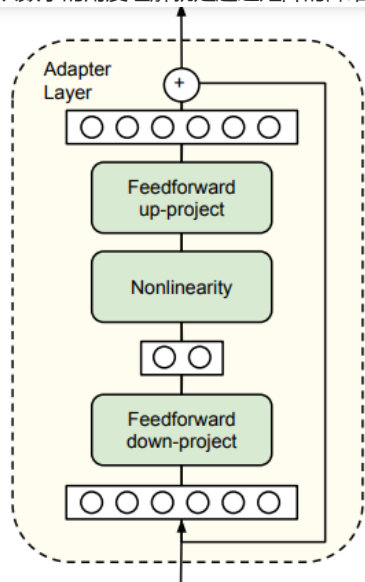 Adapter
Layer
+
Feedforward
up-project
Nonlinearity
Feedforward
down-project